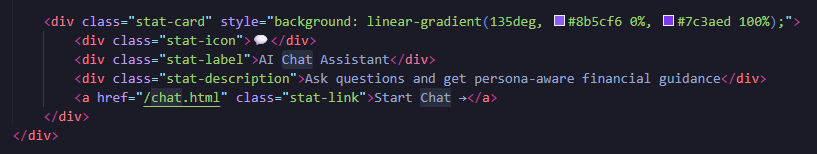 <div class="stat-card" style="background: linear-gradient(135deg, #8b5cf6 0%, #7c3aed 100%);">
<div class="stat-icon">💬</div>
<div class="stat-label">AI Chat Assistant</div>
<div class="stat-description">Ask questions and get persona-aware financial guidance</div>
<a href="/chat.html" class="stat-link">Start Chat →</a>
</div>
</div>